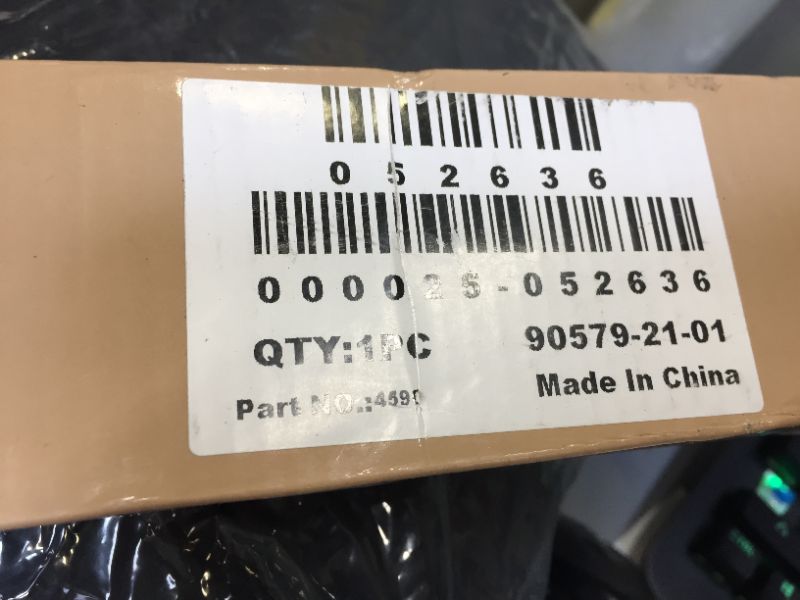 052636
000025-052636
QTY:1PC 90579-21-01
Part NO.: Made In China